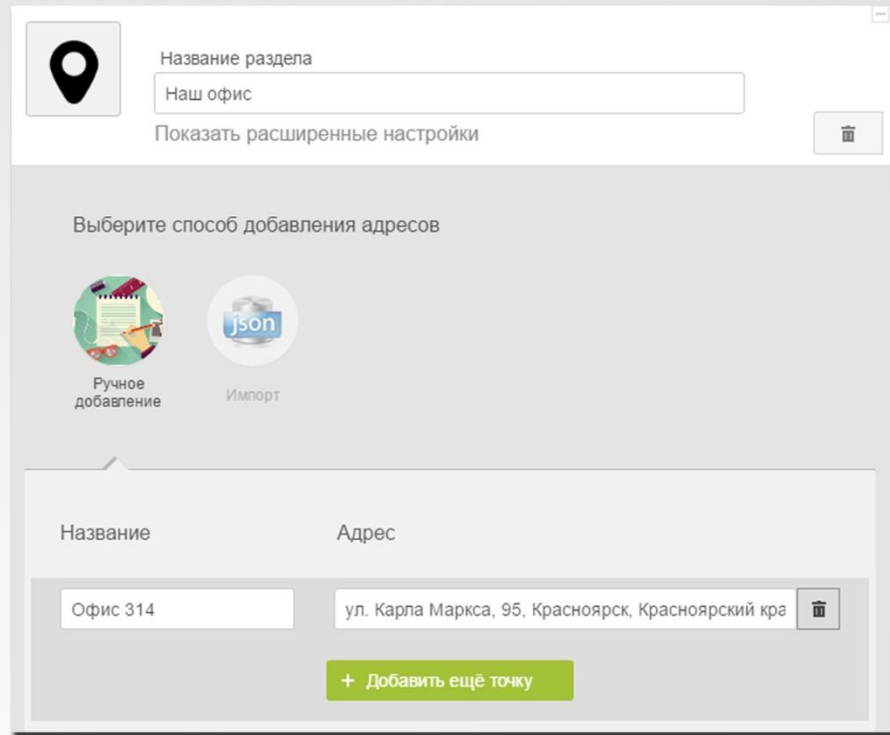 Название раздела
Наш офис
Показать расширенные настройки
Выберите способ добавления адресов
json
Ручное
добавление
Импорт
Название
Адрес
Офис 314
ул. Карла Маркса, 95, Красноярск, Красноярский кра
+ Добавить ещё точку